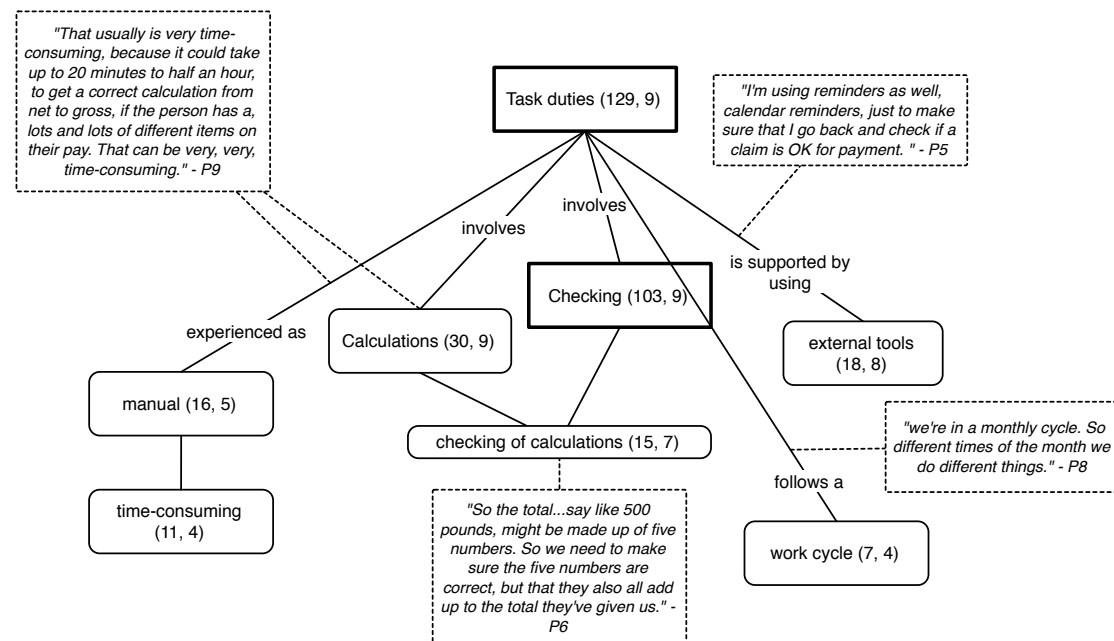 "That usually is very time-
consuming, because it could take
up to 20 minutes to half an hour,
to get a correct calculation from
net to gross, if the person has a,
lots and lots of different items on
their pay. That can be very, very,
time-consuming." - P9
Task duties (129, 9)
"I'm using reminders as well,
calendar reminders, just to make
sure that I go back and check if a
claim is OK for payment. " - P5
involves
involves
is supported by
using
experienced as
Calculations (30, 9)
Checking (103, 9)
external tools
(18, 8)
manual (16, 5)
checking of calculations (15, 7)
"we're in a monthly cycle. So
different times of the month we
do different things." - P8
follows a
time-consuming
(11, 4)
"So the total...say like 500
pounds, might be made up of five
numbers. So we need to make
sure the five numbers are
correct, but that they also all add
up to the total they've given us." -
P6
work cycle (7, 4)